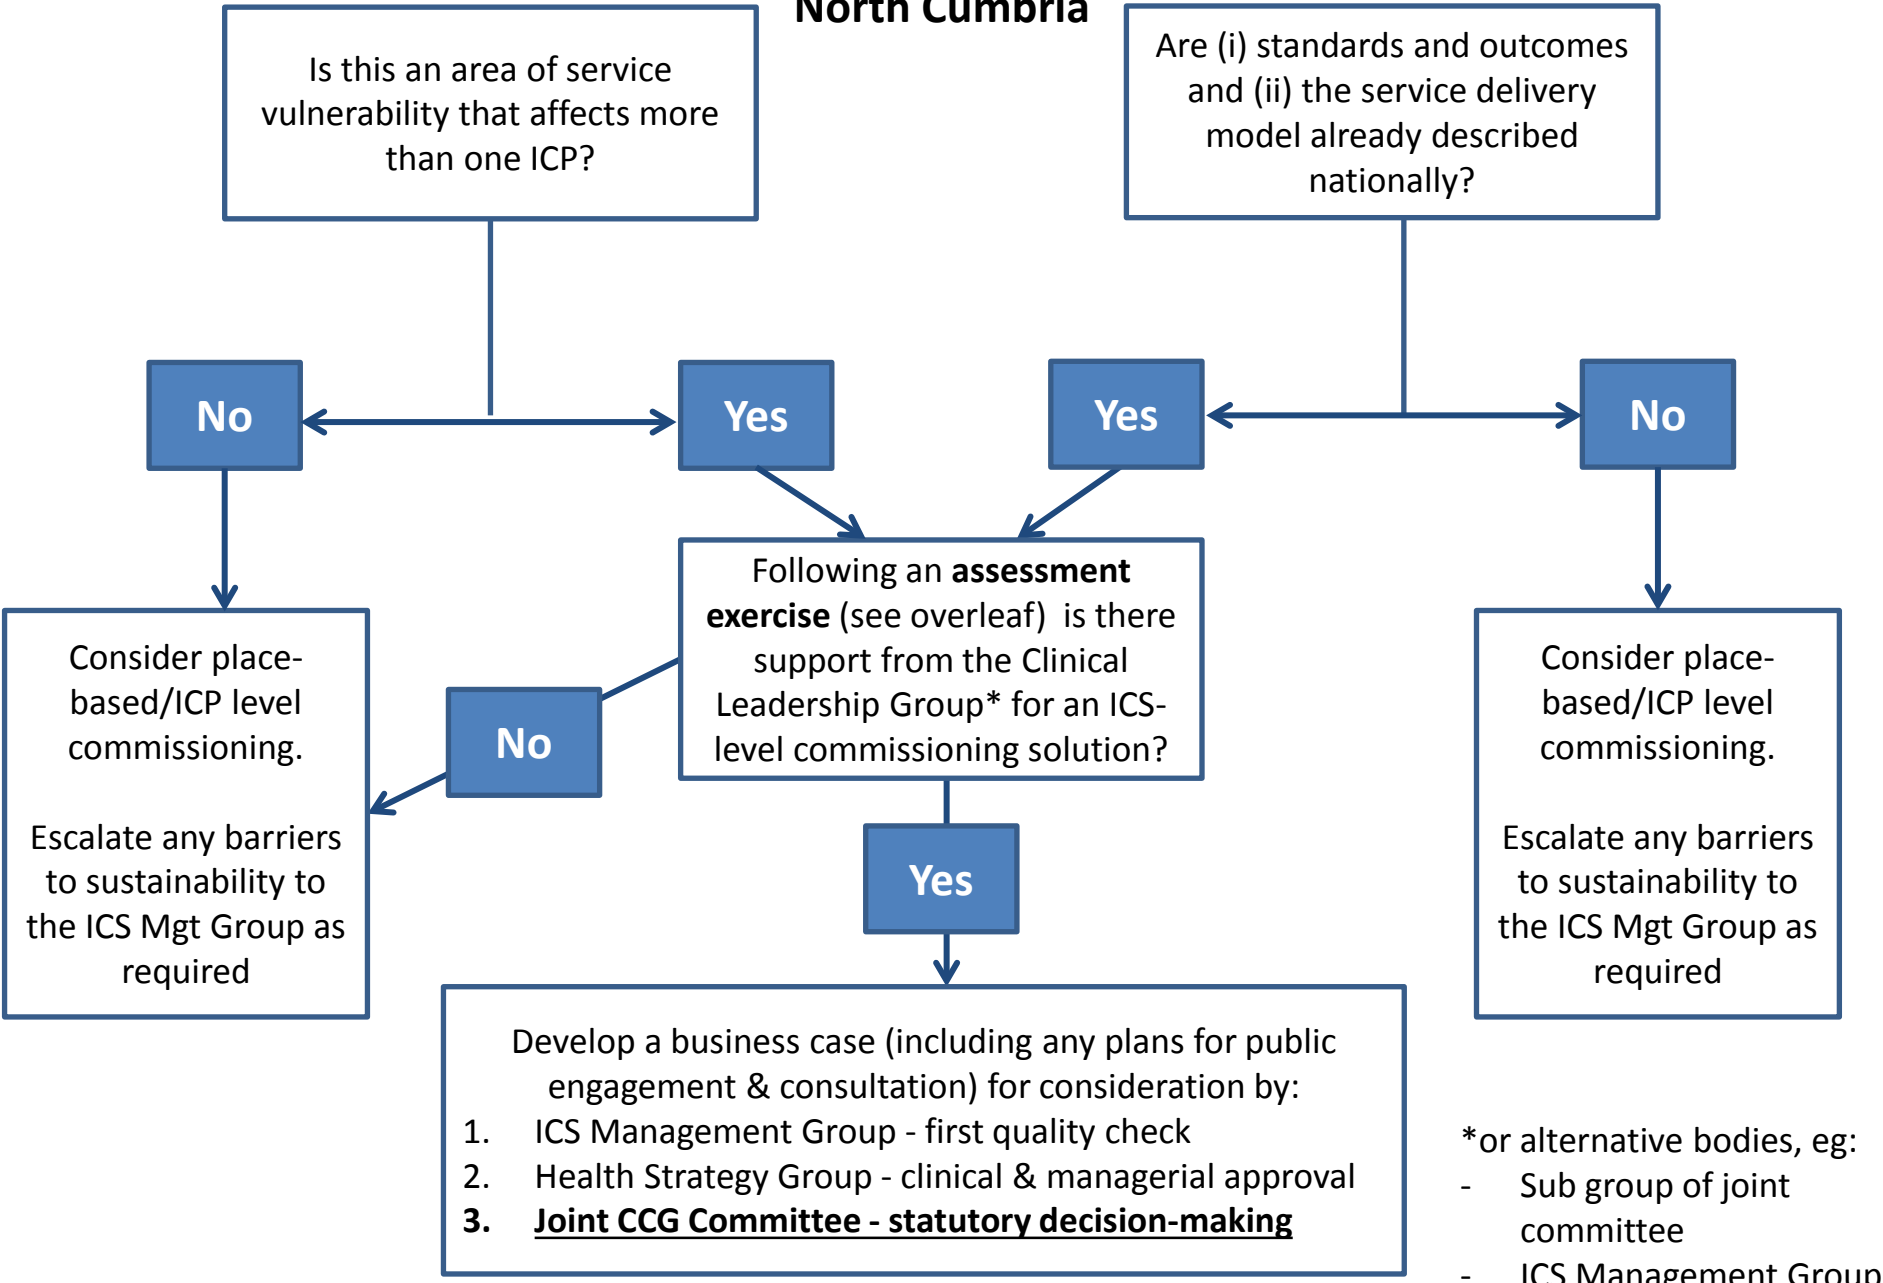 North Cumbria
Is this an area of service
vulnerability that affects more
than one ICP?
Are (i) standards and outcomes
and (ii) the service delivery
model already described
nationally?
No
Yes
Yes
No
Following an assessment
exercise (see overleaf)  is there
support from the Clinical
Leadership Group* for an ICS-
level commissioning solution?
Consider place-
based/ICP level
commissioning.
Escalate any barriers
to sustainability to
the ICS Mgt Group as
required
No
Consider place-
based/ICP level
commissioning.
Escalate any barriers
to sustainability to
the ICS Mgt Group as
required
Yes
Develop a business case (including any plans for public
engagement & consultation) for consideration by:
1. ICS Management Group - first quality check
2. Health Strategy Group - clinical & managerial approval
3. Joint CCG Committee - statutory decision-making
*or alternative bodies, eg:
- Sub group of joint
committee
- ICS Management Group